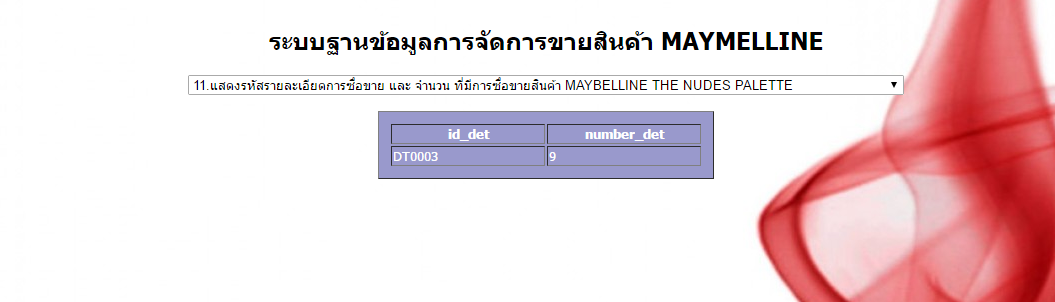 ระบบฐานข้อมูลการจัดการขายสินค้า MAYMELLINE
11.แสดงรหัสรายละเอียดการซื้อขาย และ จำนวน ที่มีการซื้อขายสินค้า MAYBELLINE THE NUDES PALETTE
id_det number_det
DT0003 9